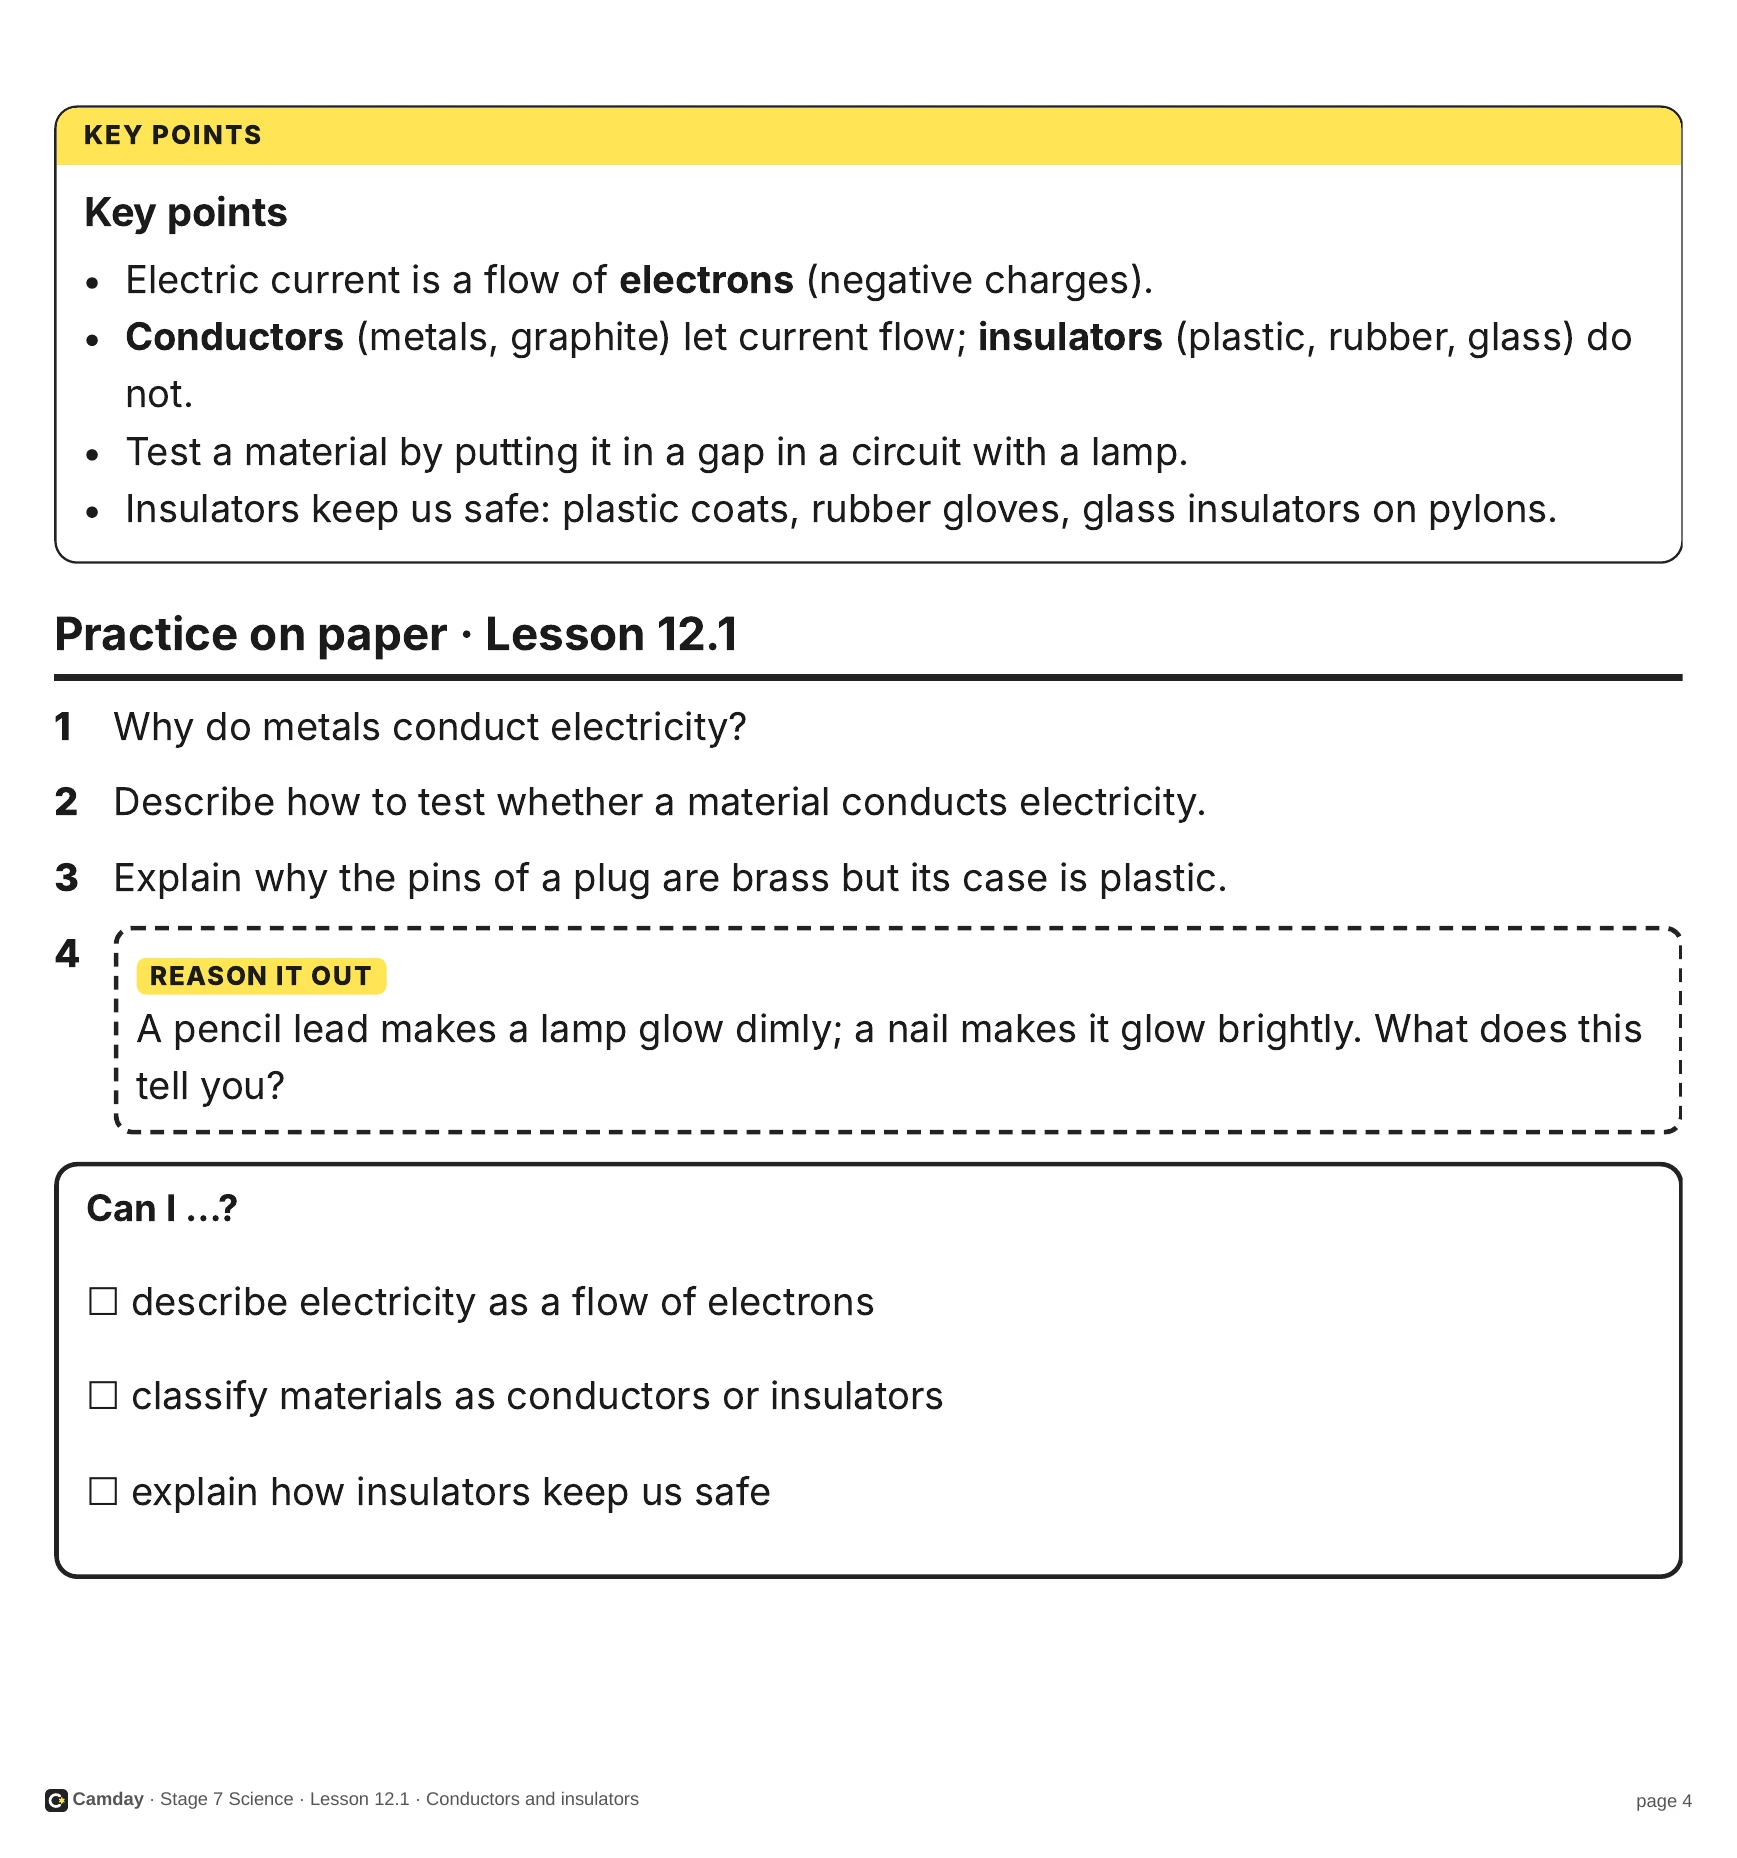 KEY POINTS
Key points
• Electric current is a flow of electrons (negative charges).
• Conductors (metals, graphite) let current flow; insulators (plastic, rubber, glass) do
not.
• Test a material by putting it in a gap in a circuit with a lamp.
• Insulators keep us safe: plastic coats, rubber gloves, glass insulators on pylons.
Practice on paper · Lesson 12.1
1 Why do metals conduct electricity?
2 Describe how to test whether a material conducts electricity.
3 Explain why the pins of a plug are brass but its case is plastic.
4 REASON IT OUT
A pencil lead makes a lamp glow dimly; a nail makes it glow brightly. What does this
tell you?
Can I …?
☐ describe electricity as a flow of electrons
☐ classify materials as conductors or insulators
☐ explain how insulators keep us safe
Camday · Stage 7 Science · Lesson 12.1 · Conductors and insulators
page 4